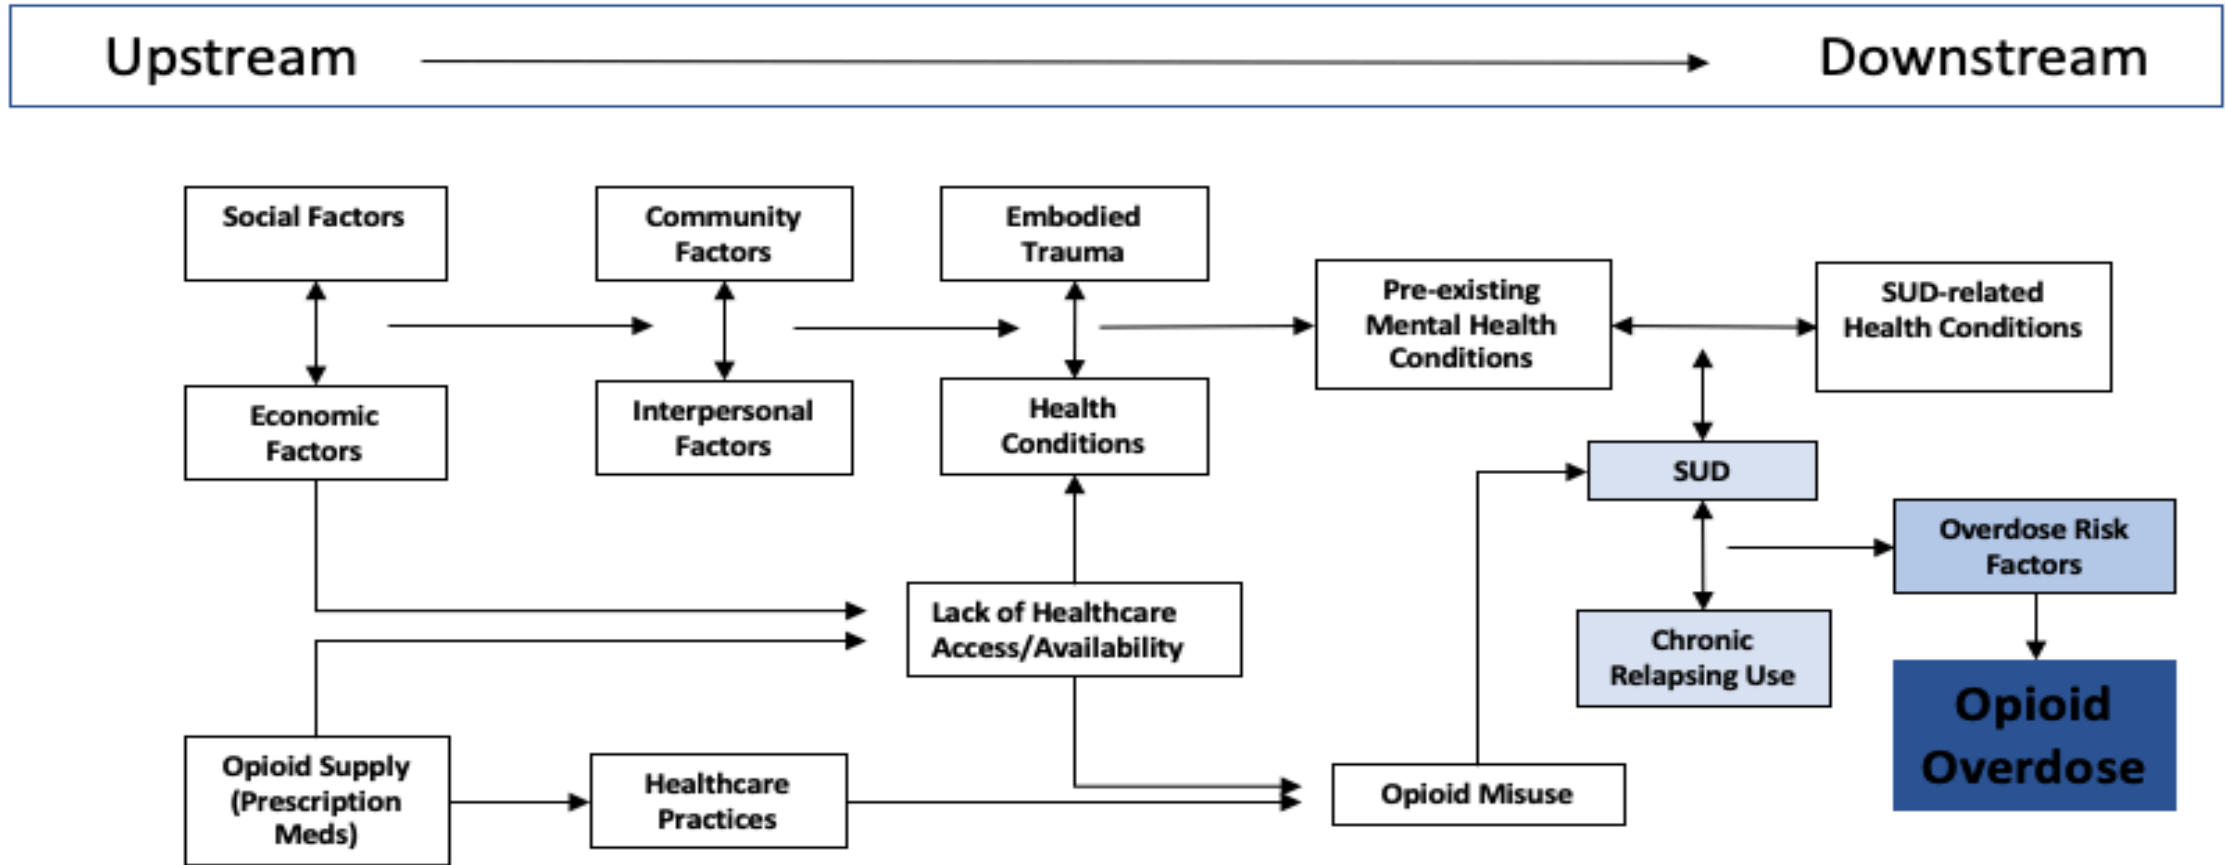 Upstream
Downstream
Social Factors
Community
Factors
Embodied
Trauma
Pre-existing
Mental Health
Conditions
SUD-related
Health Conditions
Economic
Factors
Interpersonal
Factors
Health
Conditions
SUD
Overdose Risk
Factors
Lack of Healthcare
Access/Availability
Chronic
Relapsing Use
Opioid
Overdose
Opioid Supply
(Prescription
Meds)
Healthcare
Practices
Opioid Misuse